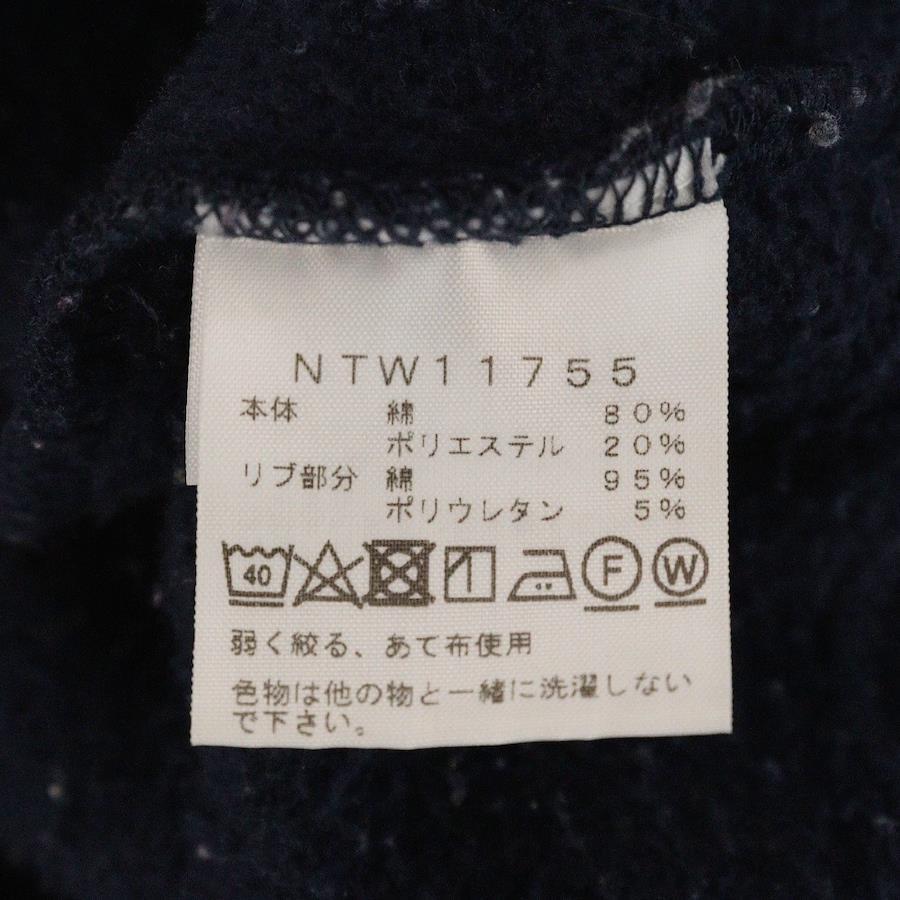 NTW11755
本体 綿 80%
ポリエステル 20%
リブ部分 綿 95%
ポリウレタン 5%
40 F W
弱く絞る、あて布使用
色物は他の物と一緒に洗濯しない
で下さい。